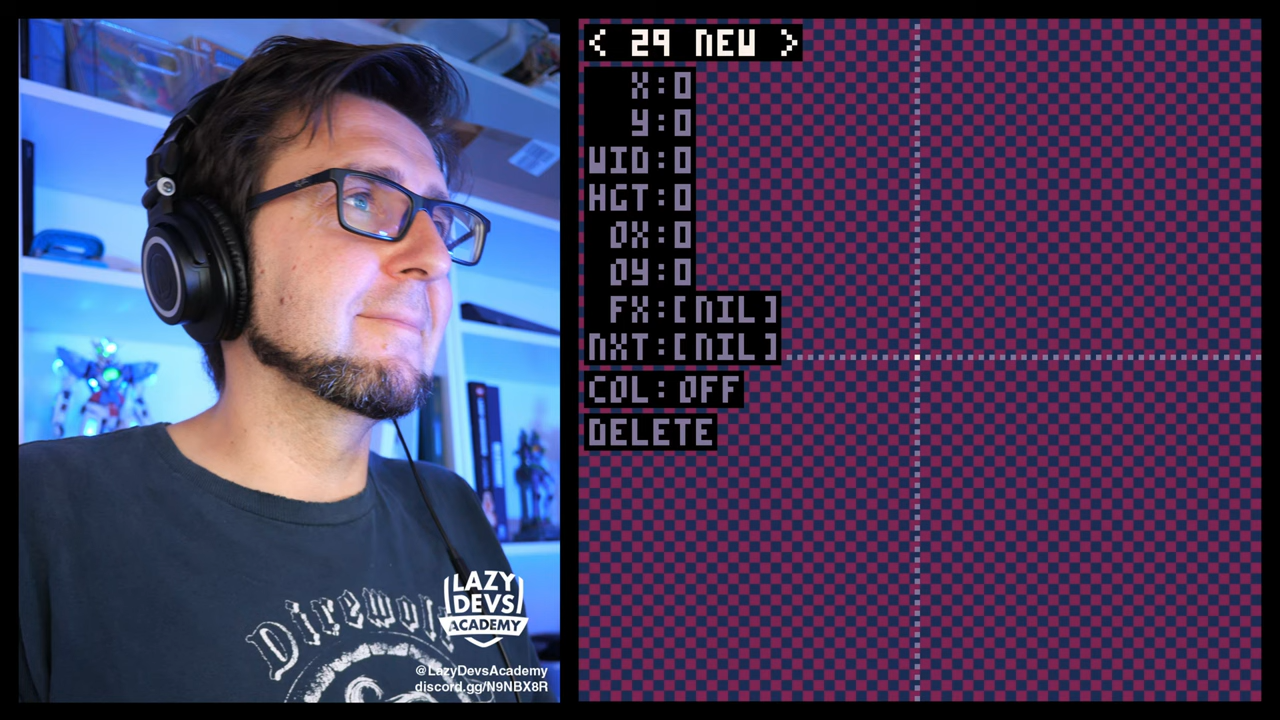 < 29 NEW >
X:0
Y:0
WID:0
HGT:0
OX:0
OY:0
FX:[NIL]
NXT:[NIL]
COL:OFF
DELETE
Direwolf
LAZY
DEVS
ACADEMY
@LazyDevsAcademy
discord.gg/N9NBX8R